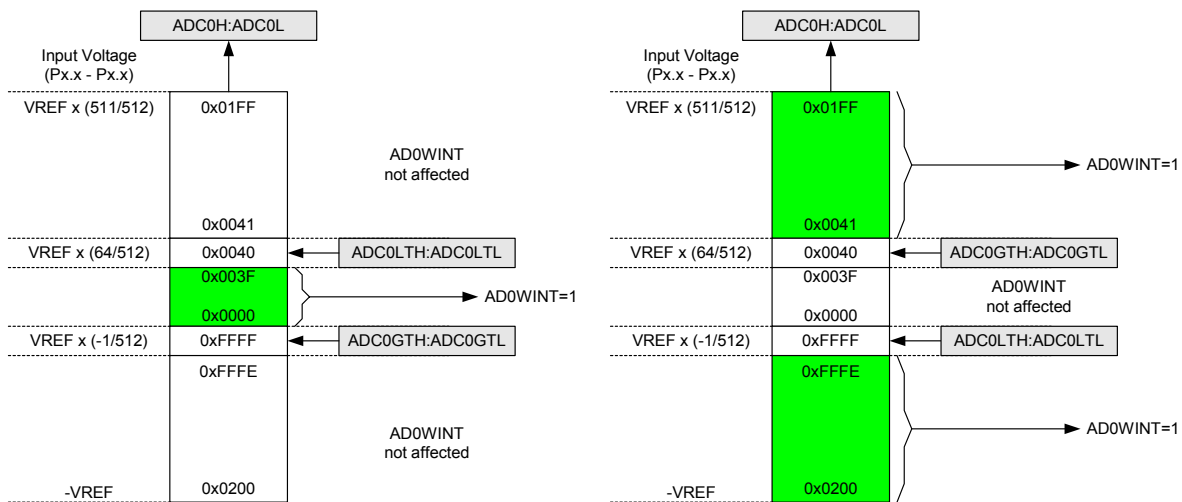 ADC0H:ADC0L
Input Voltage
(Px.x - Px.x)
VREF x (511/512)
0x01FF
AD0WINT
not affected
0x0041
VREF x (64/512)
0x0040
ADC0LTH:ADC0LTL
0x003F
AD0WINT=1
0x0000
VREF x (-1/512)
0xFFFF
ADC0GTH:ADC0GTL
0xFFFE
AD0WINT
not affected
-VREF
0x0200
ADC0H:ADC0L
Input Voltage
(Px.x - Px.x)
VREF x (511/512)
0x01FF
AD0WINT=1
0x0041
VREF x (64/512)
0x0040
ADC0GTH:ADC0GTL
0x003F
AD0WINT
not affected
0x0000
VREF x (-1/512)
0xFFFF
ADC0LTH:ADC0LTL
0xFFFE
AD0WINT=1
-VREF
0x0200